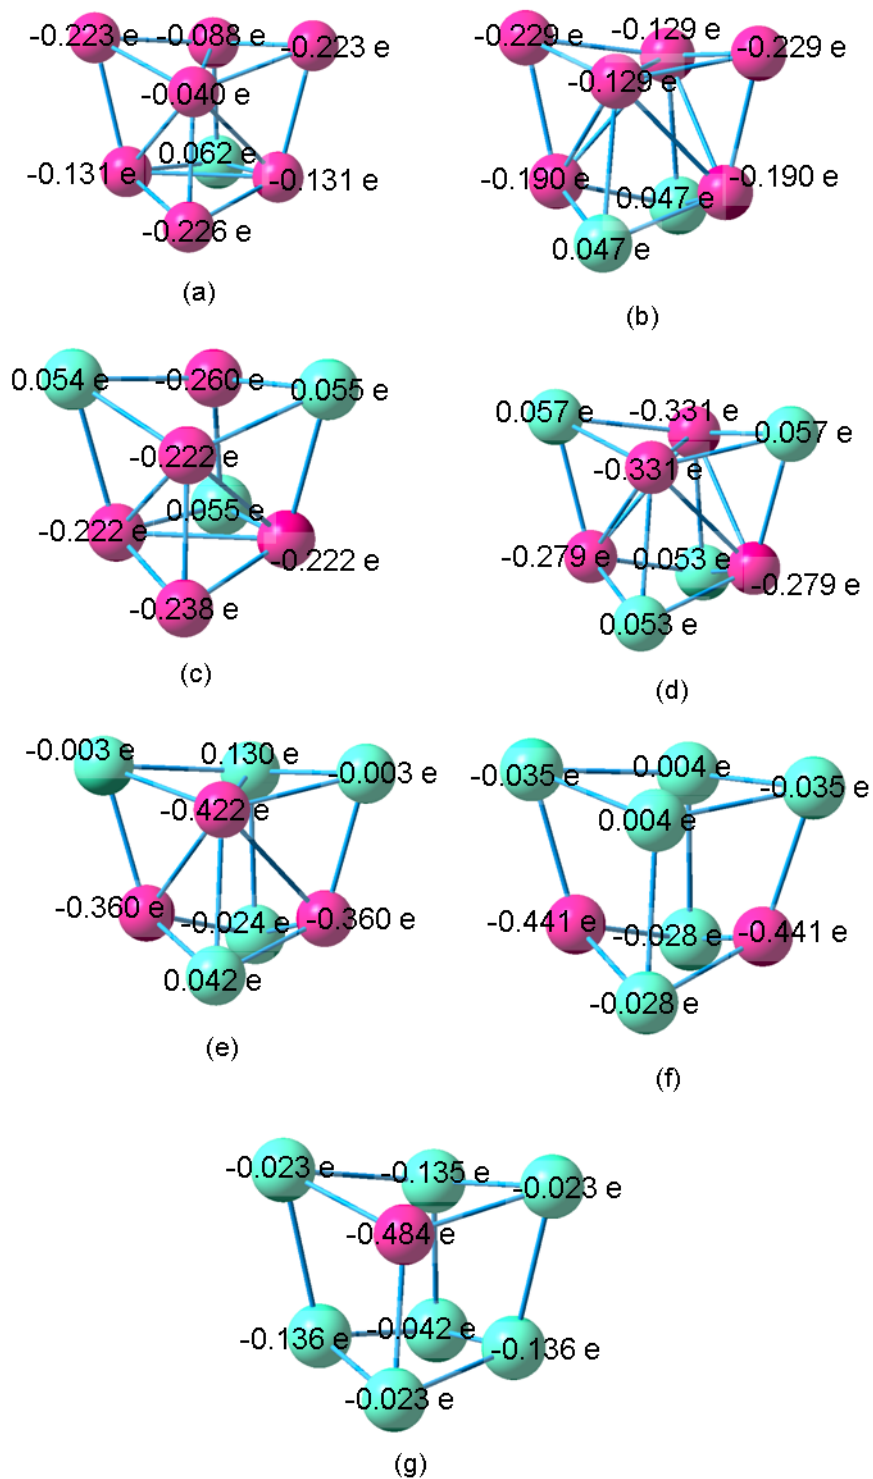 -0.223 e -0.088 e -0.223 e
-0.040 e
0.062 e
-0.131 e -0.131 e
-0.226 e
(a)
-0.129 e
-0.229 e -0.229 e
-0.129 e
-0.190 e -0.190 e
0.047 e
0.047 e
(b)
0.054 e -0.260 e 0.055 e
-0.222 e
0.055 e
-0.222 e -0.222 e
-0.238 e
(c)
0.057 e -0.331 e 0.057 e
-0.331 e
-0.279 e 0.053 e -0.279 e
0.053 e
(d)
-0.003 e 0.130 e -0.003 e
-0.422 e
-0.360 e -0.024 e -0.360 e
0.042 e
(e)
-0.035 e 0.004 e -0.035 e
0.004 e
-0.441 e -0.028 e -0.441 e
-0.028 e
(f)
-0.023 e -0.135 e -0.023 e
-0.484 e
-0.136 e -0.042 e -0.136 e
-0.023 e
(g)